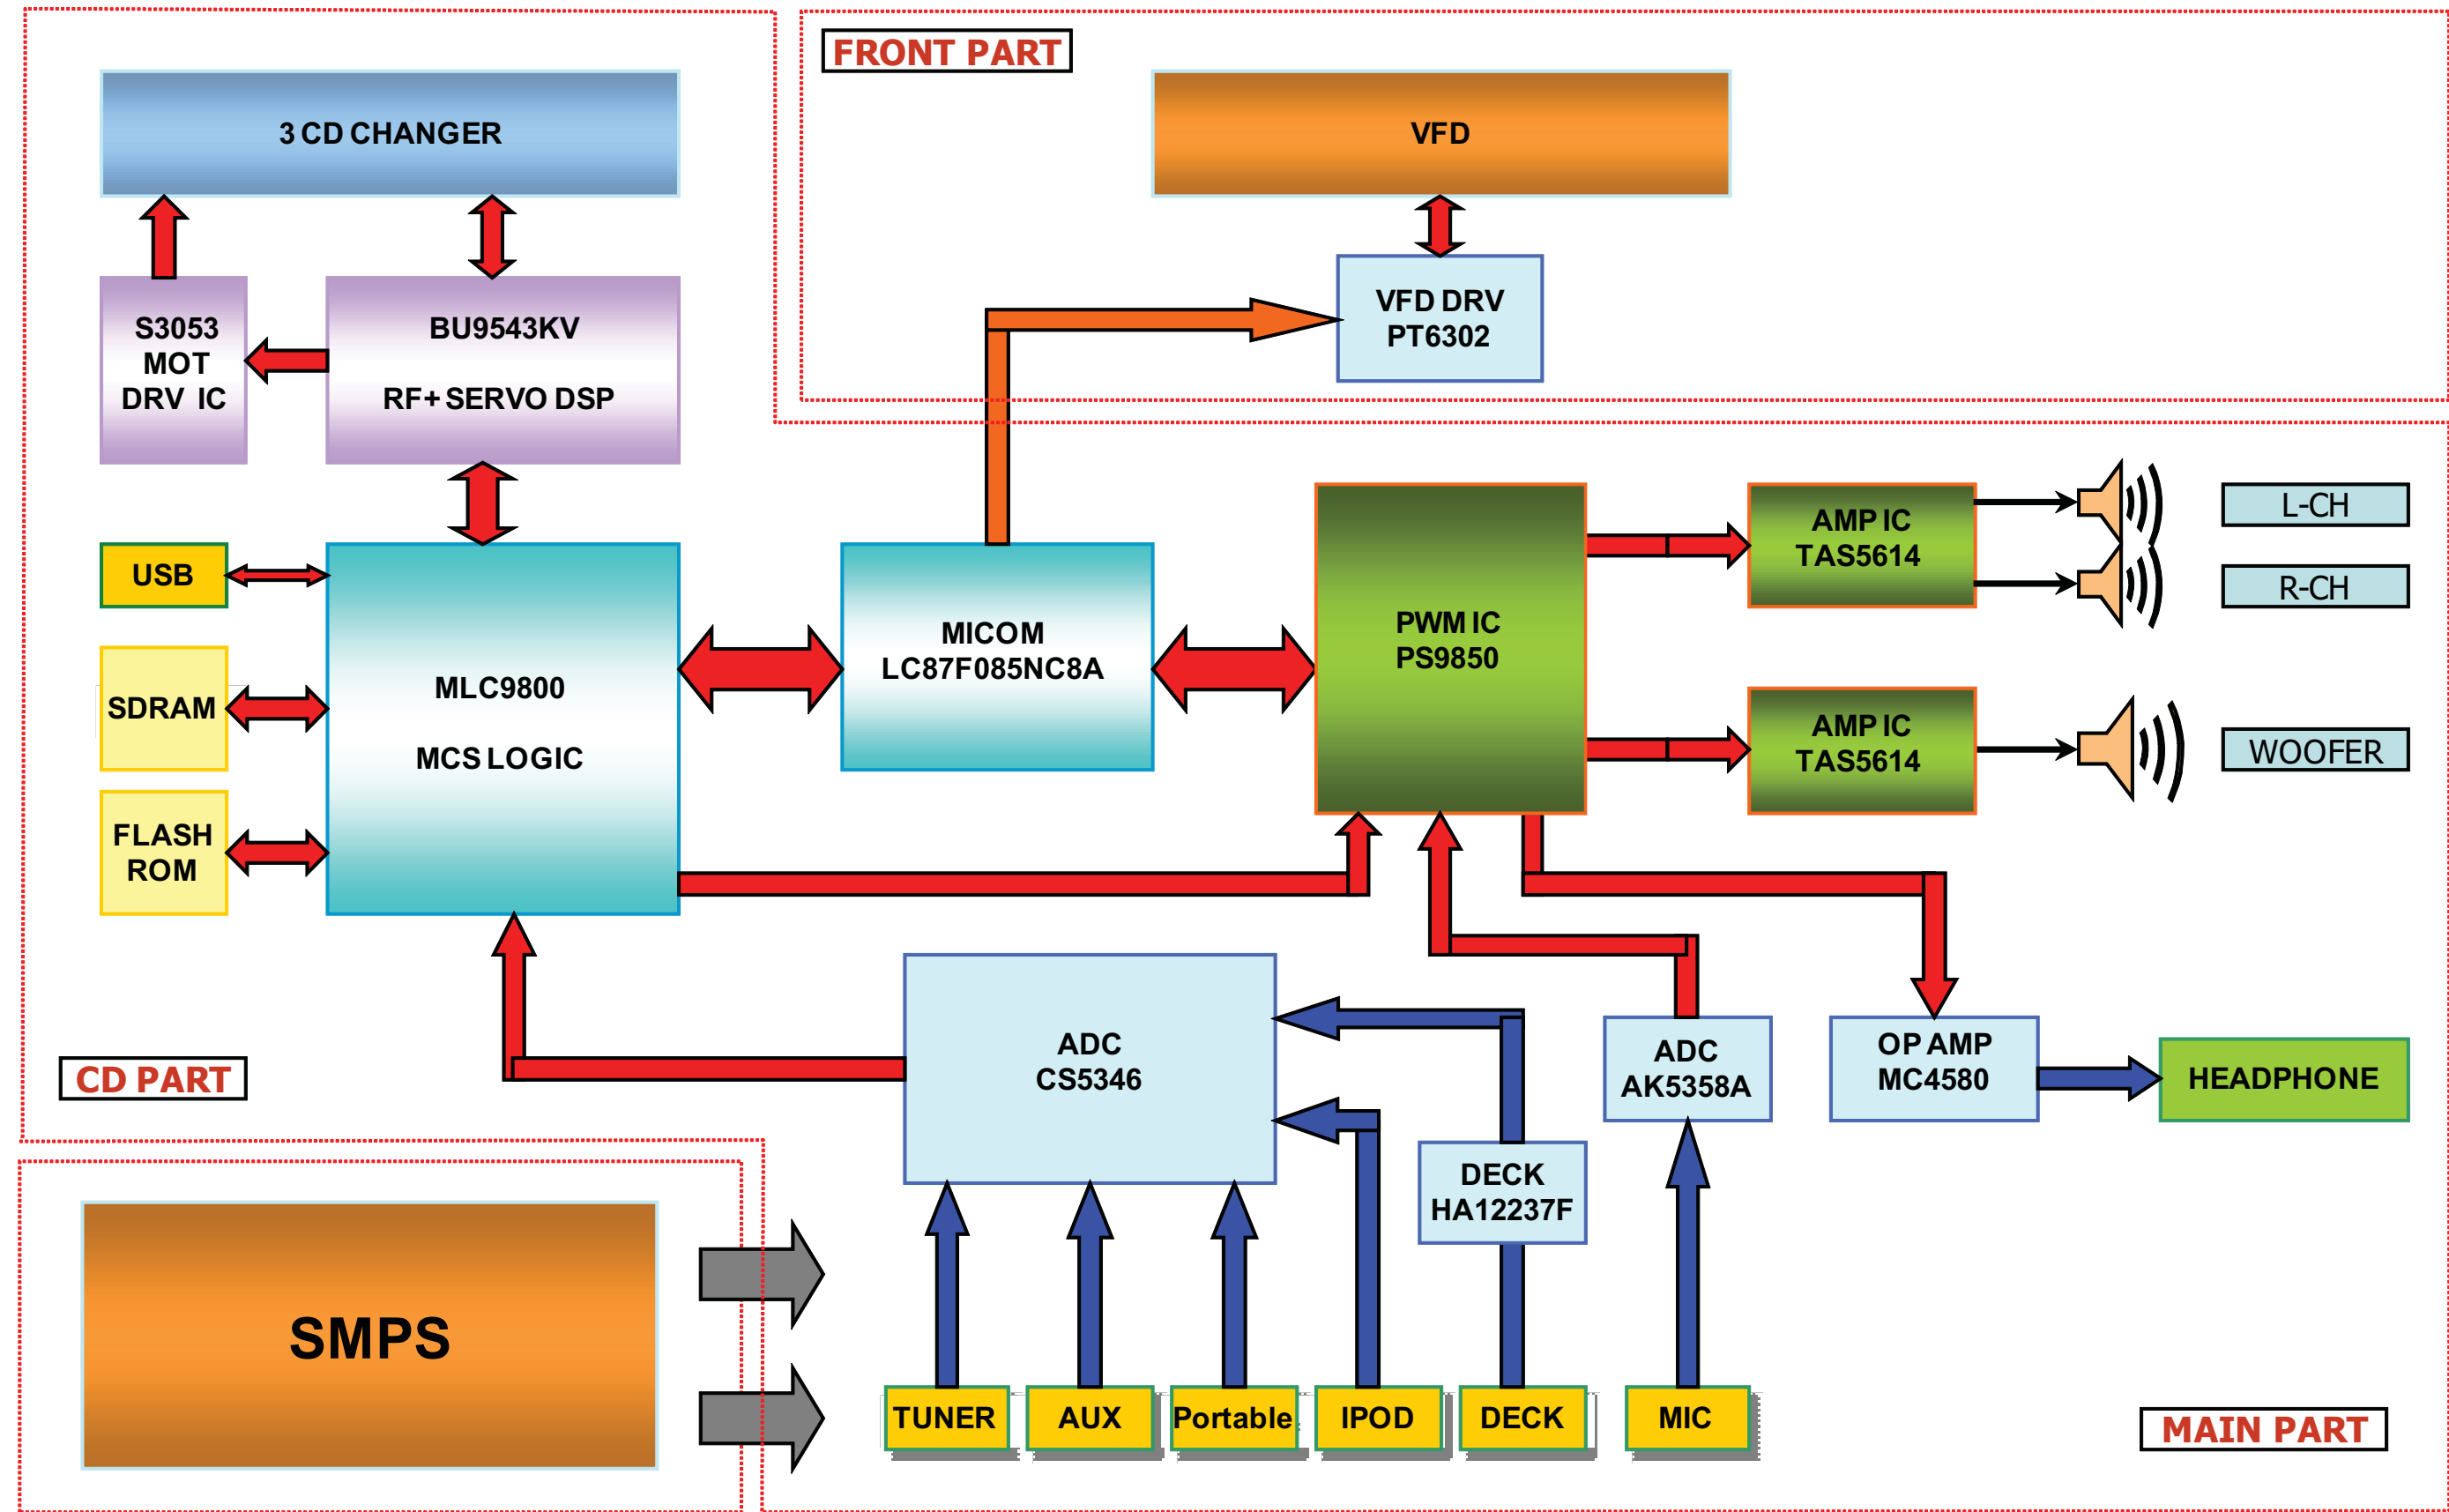 FRONT PART
3 CD CHANGER
VFD
S3053
MOT
DRV IC
BU9543KV
RF+ SERVO DSP
VFD DRV
PT6302
USB
SDRAM
FLASH
ROM
MLC9800
MCS LOGIC
MICOM
LC87F085NC8A
PWM IC
PS9850
AMP IC
TAS5614
L-CH
R-CH
AMP IC
TAS5614
WOOFER
CD PART
ADC
CS5346
ADC
AK5358A
OP AMP
MC4580
HEADPHONE
DECK
HA12237F
SMPS
TUNER
AUX
Portable
IPOD
DECK
MIC
MAIN PART